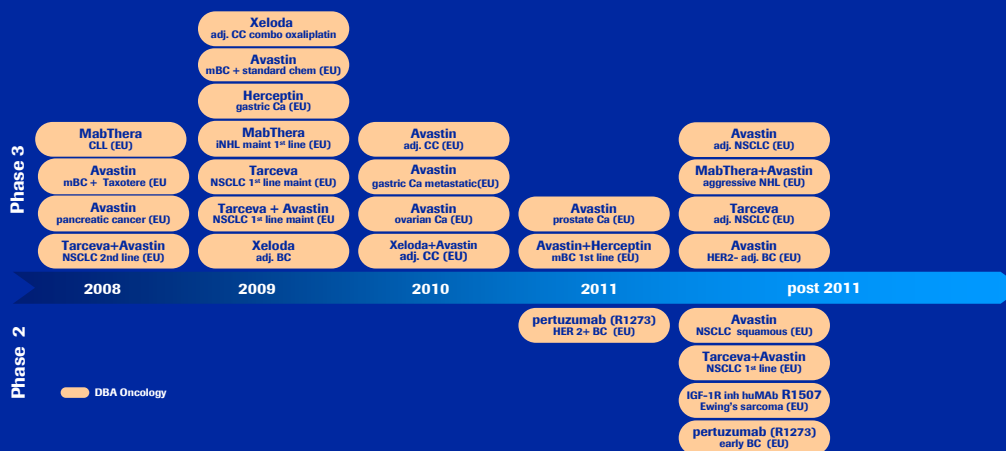 Phase 3
Xeloda
adj. CC combo oxaliplatin
Avastin
mBC + standard chem (EU)
Herceptin
gastric Ca (EU)
MabThera
CLL (EU)
MabThera
iNHL maint 1st line (EU)
Avastin
adj. CC (EU)
Avastin
adj. NSCLC (EU)
Avastin
mBC + Taxotere (EU
Tarceva
NSCLC 1st line maint (EU)
Avastin
gastric Ca metastatic(EU)
MabThera+Avastin
aggressive NHL (EU)
Avastin
pancreatic cancer (EU)
Tarceva + Avastin
NSCLC 1st line maint (EU
Avastin
ovarian Ca (EU)
Avastin
prostate Ca (EU)
Tarceva
adj. NSCLC (EU)
Tarceva+Avastin
NSCLC 2nd line (EU)
Xeloda
adj. BC
Xeloda+Avastin
adj. CC (EU)
Avastin+Herceptin
mBC 1st line (EU)
Avastin
HER2- adj. BC (EU)
2008 2009 2010 2011 post 2011
Phase 2
pertuzumab (R1273)
HER 2+ BC (EU)
Avastin
NSCLC squamous (EU)
Tarceva+Avastin
NSCLC 1st line (EU)
IGF-1R inh huMAb R1507
Ewing's sarcoma (EU)
pertuzumab (R1273)
early BC (EU)
DBA Oncology